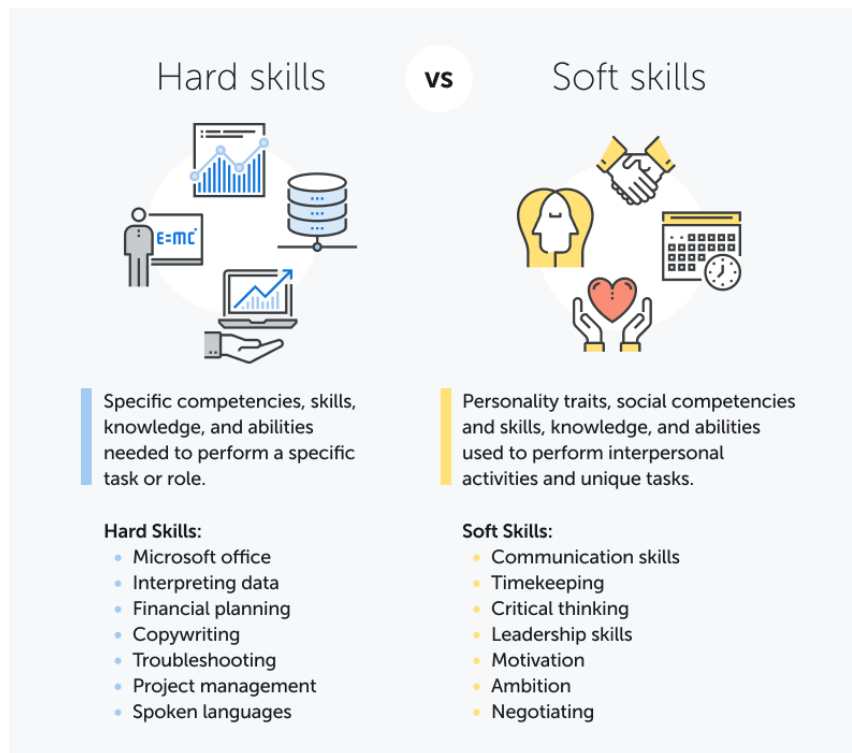 Hard skills
vs
Soft skills
E=MC
Specific competencies, skills,
knowledge, and abilities
needed to perform a specific
task or role.
Hard Skills:
Microsoft office
Interpreting data
Financial planning
Copywriting
Troubleshooting
Project management
Spoken languages
Personality traits, social competencies
and skills, knowledge, and abilities
used to perform interpersonal
activities and unique tasks.
Soft Skills:
Communication skills
Timekeeping
Critical thinking
Leadership skills
Motivation
Ambition
Negotiating